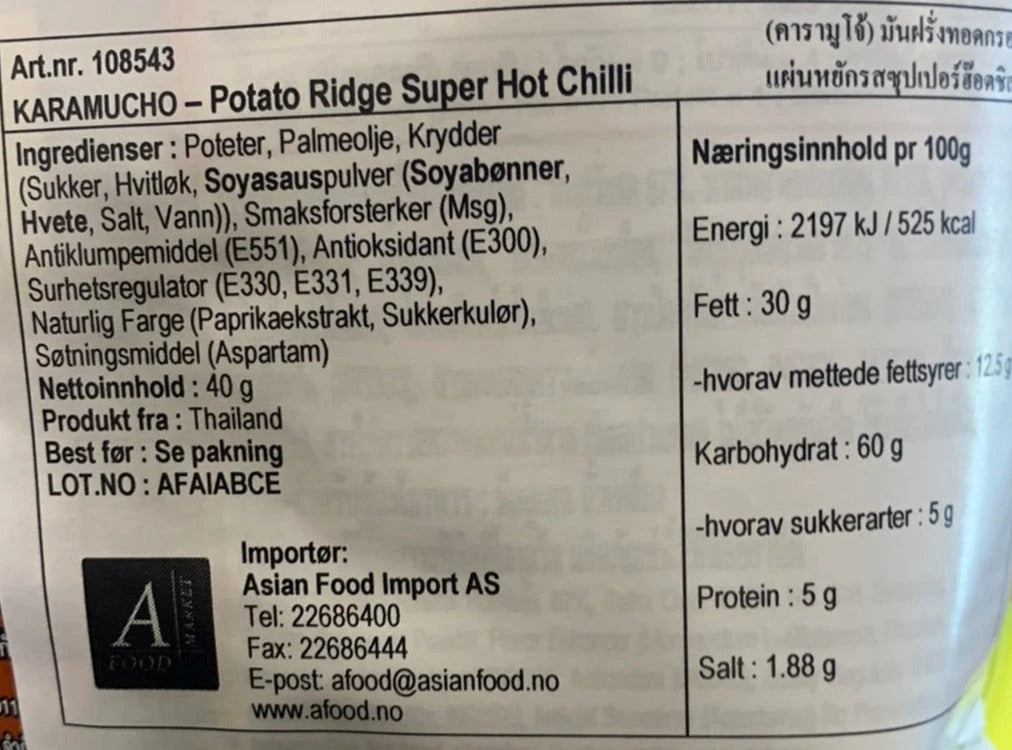 Art.nr. 108543
(คารามูโจ้) มันฝรั่งทอดกรอ
KARAMUCHO – Potato Ridge Super Hot Chilli
แผ่นหยักรสซุปเปอร์ฮ๊อตชิ
Ingredienser : Poteter, Palmeolje, Krydder
(Sukker, Hvitløk, Soyasauspulver (Soyabønner,
Hvete, Salt, Vann)), Smaksforsterker (Msg),
Antiklumpemiddel (E551), Antioksidant (E300),
Surhetsregulator (E330, E331, E339),
Naturlig Farge (Paprikaekstrakt, Sukkerkulør),
Søtningsmiddel (Aspartam)
Nettoinnhold : 40 g
Produkt fra : Thailand
Best før : Se pakning
LOT.NO : AFAIABCE
A
MARKET
FOOD
Importør:
Asian Food Import AS
Tel: 22686400
Fax: 22686444
E-post: afood@asianfood.no
www.afood.no
Næringsinnhold pr 100g
Energi : 2197 kJ / 525 kcal
Fett : 30 g
-hvorav mettede fettsyrer : 12.5g
Karbohydrat : 60 g
-hvorav sukkerarter : 5 g
Protein : 5 g
Salt : 1.88 g